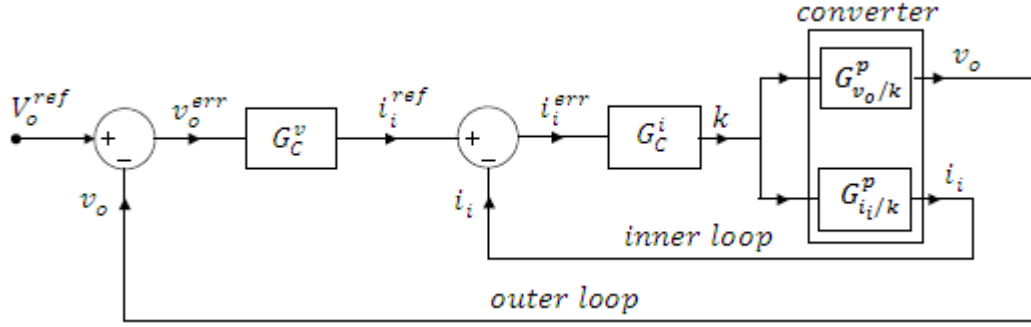 converter
V_o^{ref}
v_o^{err}
G_C^v
i_i^{ref}
i_i^{err}
G_C^i
k
G_{v_o/k}^p
v_o
+
−
+
−
v_o
i_i
G_{i_i/k}^p
i_i
inner loop
outer loop